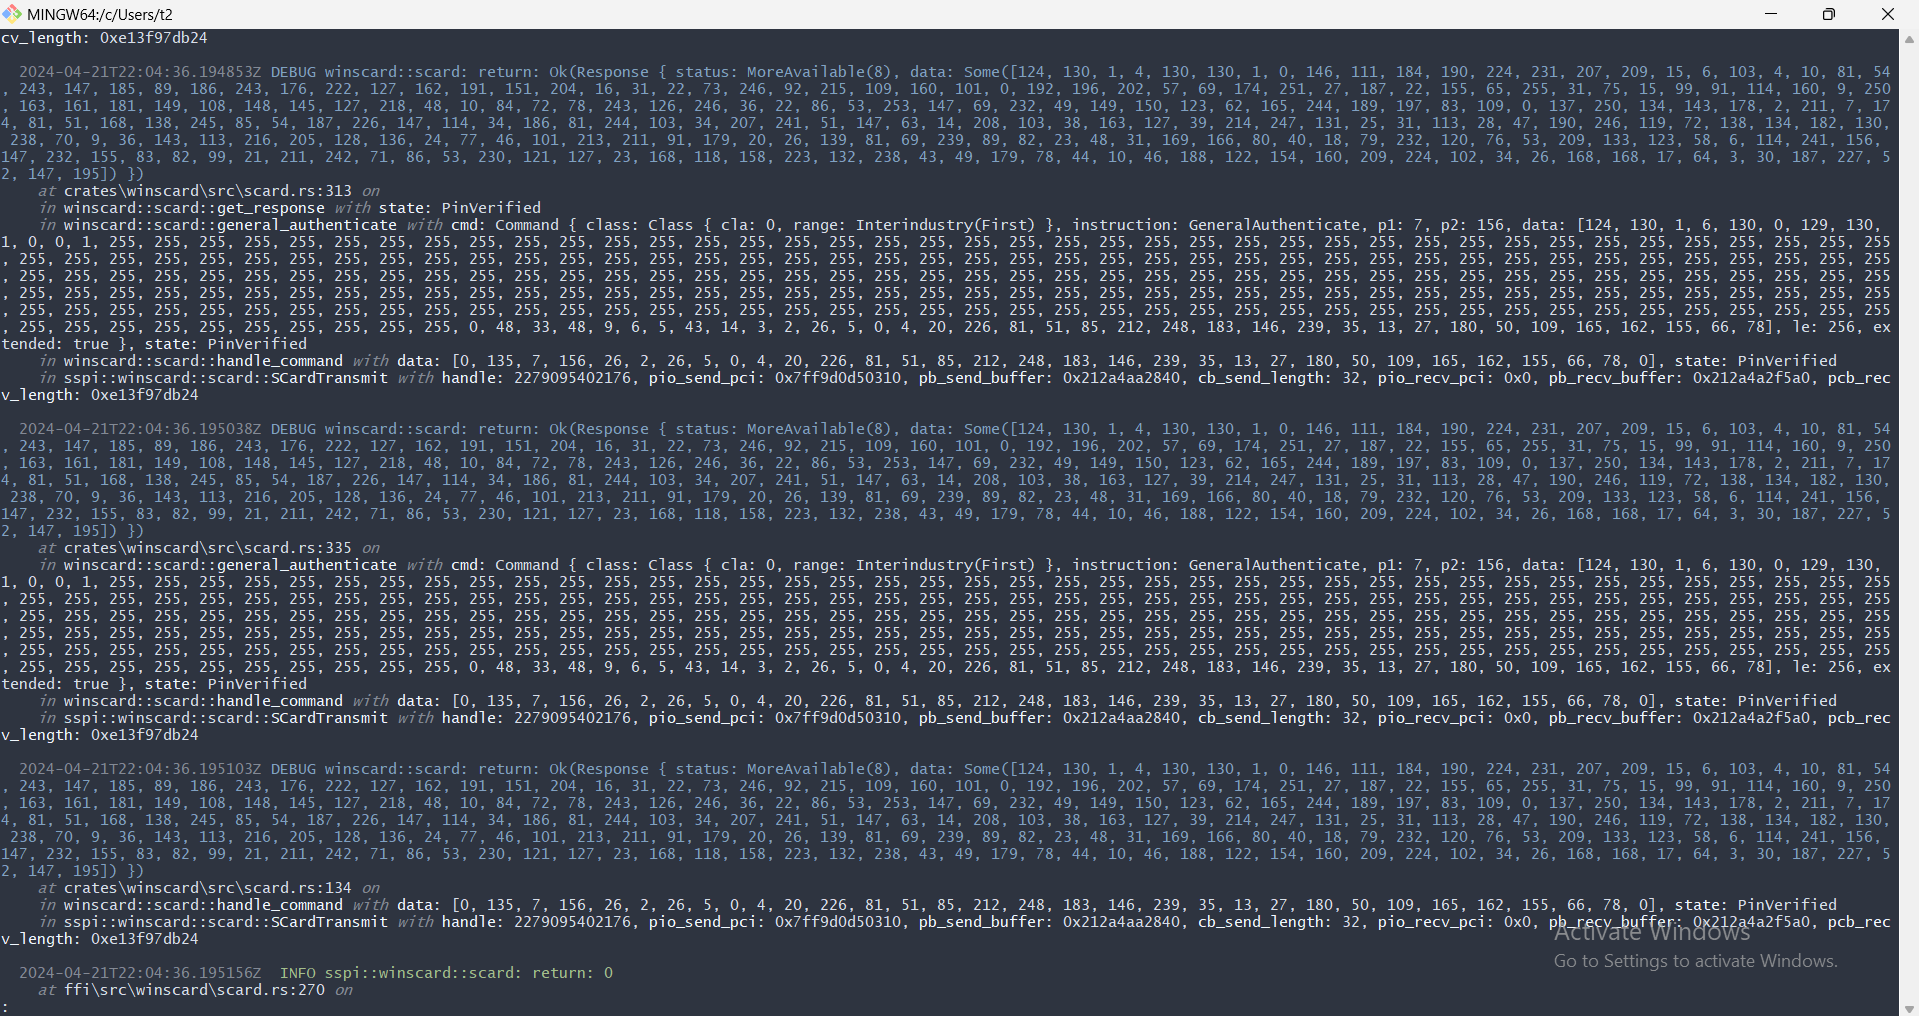 MINGW64:/c/Users/t2
cv_length: 0xe13f97db24
2024-04-21T22:04:36.194853Z DEBUG winscard::scard: return: Ok(Response { status: MoreAvailable(8), data: Some([124, 130, 1, 4, 130, 130, 1, 0, 146, 111, 184, 190, 224, 231, 207, 209, 15, 6, 103, 4, 10, 81, 54
, 243, 147, 185, 89, 186, 243, 176, 222, 127, 162, 191, 151, 204, 16, 31, 22, 73, 246, 92, 215, 109, 160, 101, 0, 192, 196, 202, 57, 69, 174, 251, 27, 187, 22, 155, 65, 255, 31, 75, 15, 99, 91, 114, 160, 9, 250
, 163, 161, 181, 149, 108, 148, 145, 127, 218, 48, 10, 84, 72, 78, 243, 126, 246, 36, 22, 86, 53, 253, 147, 69, 232, 49, 149, 150, 123, 62, 165, 244, 189, 197, 83, 109, 0, 137, 250, 134, 143, 178, 2, 211, 7, 17
4, 81, 51, 168, 138, 245, 85, 54, 187, 226, 147, 114, 34, 186, 81, 244, 103, 34, 207, 241, 51, 147, 63, 14, 208, 103, 38, 163, 127, 39, 214, 247, 131, 25, 31, 113, 28, 47, 190, 246, 119, 72, 138, 134, 182, 130,
238, 70, 9, 36, 143, 113, 216, 205, 128, 136, 24, 77, 46, 101, 213, 211, 91, 179, 20, 26, 139, 81, 69, 239, 89, 82, 23, 48, 31, 169, 166, 80, 40, 18, 79, 232, 120, 76, 53, 209, 133, 123, 58, 6, 114, 241, 156,
147, 232, 155, 83, 82, 99, 21, 211, 242, 71, 86, 53, 230, 121, 127, 23, 168, 118, 158, 223, 132, 238, 43, 49, 179, 78, 44, 10, 46, 188, 122, 154, 160, 209, 224, 102, 34, 26, 168, 168, 17, 64, 3, 30, 187, 227, 5
2, 147, 195]) })
at crates\winscard\src\scard.rs:313 on
in winscard::scard::get_response with state: PinVerified
in winscard::scard::general_authenticate with cmd: Command { class: Class { cla: 0, range: Interindustry(First) }, instruction: GeneralAuthenticate, p1: 7, p2: 156, data: [124, 130, 1, 6, 130, 0, 129, 130,
1, 0, 0, 1, 255, 255, 255, 255, 255, 255, 255, 255, 255, 255, 255, 255, 255, 255, 255, 255, 255, 255, 255, 255, 255, 255, 255, 255, 255, 255, 255, 255, 255, 255, 255, 255, 255, 255, 255, 255, 255, 255, 255, 255
, 255, 255, 255, 255, 255, 255, 255, 255, 255, 255, 255, 255, 255, 255, 255, 255, 255, 255, 255, 255, 255, 255, 255, 255, 255, 255, 255, 255, 255, 255, 255, 255, 255, 255, 255, 255, 255, 255, 255, 255, 255, 255
, 255, 255, 255, 255, 255, 255, 255, 255, 255, 255, 255, 255, 255, 255, 255, 255, 255, 255, 255, 255, 255, 255, 255, 255, 255, 255, 255, 255, 255, 255, 255, 255, 255, 255, 255, 255, 255, 255, 255, 255, 255, 255
, 255, 255, 255, 255, 255, 255, 255, 255, 255, 255, 255, 255, 255, 255, 255, 255, 255, 255, 255, 255, 255, 255, 255, 255, 255, 255, 255, 255, 255, 255, 255, 255, 255, 255, 255, 255, 255, 255, 255, 255, 255, 255
, 255, 255, 255, 255, 255, 255, 255, 255, 255, 255, 255, 255, 255, 255, 255, 255, 255, 255, 255, 255, 255, 255, 255, 255, 255, 255, 255, 255, 255, 255, 255, 255, 255, 255, 255, 255, 255, 255, 255, 255, 255, 255
, 255, 255, 255, 255, 255, 255, 255, 255, 255, 255, 0, 48, 33, 48, 9, 6, 5, 43, 14, 3, 2, 26, 5, 0, 4, 20, 226, 81, 51, 85, 212, 248, 183, 146, 239, 35, 13, 27, 180, 50, 109, 165, 162, 155, 66, 78], le: 256, ex
tended: true }, state: PinVerified
in winscard::scard::handle_command with data: [0, 135, 7, 156, 26, 2, 26, 5, 0, 4, 20, 226, 81, 51, 85, 212, 248, 183, 146, 239, 35, 13, 27, 180, 50, 109, 165, 162, 155, 66, 78, 0], state: PinVerified
in sspi::winscard::scard::SCardTransmit with handle: 2279095402176, pio_send_pci: 0x7ff9d0d50310, pb_send_buffer: 0x212a4aa2840, cb_send_length: 32, pio_recv_pci: 0x0, pb_recv_buffer: 0x212a4a2f5a0, pcb_rec
v_length: 0xe13f97db24
2024-04-21T22:04:36.195038Z DEBUG winscard::scard: return: Ok(Response { status: MoreAvailable(8), data: Some([124, 130, 1, 4, 130, 130, 1, 0, 146, 111, 184, 190, 224, 231, 207, 209, 15, 6, 103, 4, 10, 81, 54
, 243, 147, 185, 89, 186, 243, 176, 222, 127, 162, 191, 151, 204, 16, 31, 22, 73, 246, 92, 215, 109, 160, 101, 0, 192, 196, 202, 57, 69, 174, 251, 27, 187, 22, 155, 65, 255, 31, 75, 15, 99, 91, 114, 160, 9, 250
, 163, 161, 181, 149, 108, 148, 145, 127, 218, 48, 10, 84, 72, 78, 243, 126, 246, 36, 22, 86, 53, 253, 147, 69, 232, 49, 149, 150, 123, 62, 165, 244, 189, 197, 83, 109, 0, 137, 250, 134, 143, 178, 2, 211, 7, 17
4, 81, 51, 168, 138, 245, 85, 54, 187, 226, 147, 114, 34, 186, 81, 244, 103, 34, 207, 241, 51, 147, 63, 14, 208, 103, 38, 163, 127, 39, 214, 247, 131, 25, 31, 113, 28, 47, 190, 246, 119, 72, 138, 134, 182, 130,
238, 70, 9, 36, 143, 113, 216, 205, 128, 136, 24, 77, 46, 101, 213, 211, 91, 179, 20, 26, 139, 81, 69, 239, 89, 82, 23, 48, 31, 169, 166, 80, 40, 18, 79, 232, 120, 76, 53, 209, 133, 123, 58, 6, 114, 241, 156,
147, 232, 155, 83, 82, 99, 21, 211, 242, 71, 86, 53, 230, 121, 127, 23, 168, 118, 158, 223, 132, 238, 43, 49, 179, 78, 44, 10, 46, 188, 122, 154, 160, 209, 224, 102, 34, 26, 168, 168, 17, 64, 3, 30, 187, 227, 5
2, 147, 195]) })
at crates\winscard\src\scard.rs:335 on
in winscard::scard::general_authenticate with cmd: Command { class: Class { cla: 0, range: Interindustry(First) }, instruction: GeneralAuthenticate, p1: 7, p2: 156, data: [124, 130, 1, 6, 130, 0, 129, 130,
1, 0, 0, 1, 255, 255, 255, 255, 255, 255, 255, 255, 255, 255, 255, 255, 255, 255, 255, 255, 255, 255, 255, 255, 255, 255, 255, 255, 255, 255, 255, 255, 255, 255, 255, 255, 255, 255, 255, 255, 255, 255, 255, 255
, 255, 255, 255, 255, 255, 255, 255, 255, 255, 255, 255, 255, 255, 255, 255, 255, 255, 255, 255, 255, 255, 255, 255, 255, 255, 255, 255, 255, 255, 255, 255, 255, 255, 255, 255, 255, 255, 255, 255, 255, 255, 255
, 255, 255, 255, 255, 255, 255, 255, 255, 255, 255, 255, 255, 255, 255, 255, 255, 255, 255, 255, 255, 255, 255, 255, 255, 255, 255, 255, 255, 255, 255, 255, 255, 255, 255, 255, 255, 255, 255, 255, 255, 255, 255
, 255, 255, 255, 255, 255, 255, 255, 255, 255, 255, 255, 255, 255, 255, 255, 255, 255, 255, 255, 255, 255, 255, 255, 255, 255, 255, 255, 255, 255, 255, 255, 255, 255, 255, 255, 255, 255, 255, 255, 255, 255, 255
, 255, 255, 255, 255, 255, 255, 255, 255, 255, 255, 255, 255, 255, 255, 255, 255, 255, 255, 255, 255, 255, 255, 255, 255, 255, 255, 255, 255, 255, 255, 255, 255, 255, 255, 255, 255, 255, 255, 255, 255, 255, 255
, 255, 255, 255, 255, 255, 255, 255, 255, 255, 255, 0, 48, 33, 48, 9, 6, 5, 43, 14, 3, 2, 26, 5, 0, 4, 20, 226, 81, 51, 85, 212, 248, 183, 146, 239, 35, 13, 27, 180, 50, 109, 165, 162, 155, 66, 78], le: 256, ex
tended: true }, state: PinVerified
in winscard::scard::handle_command with data: [0, 135, 7, 156, 26, 2, 26, 5, 0, 4, 20, 226, 81, 51, 85, 212, 248, 183, 146, 239, 35, 13, 27, 180, 50, 109, 165, 162, 155, 66, 78, 0], state: PinVerified
in sspi::winscard::scard::SCardTransmit with handle: 2279095402176, pio_send_pci: 0x7ff9d0d50310, pb_send_buffer: 0x212a4aa2840, cb_send_length: 32, pio_recv_pci: 0x0, pb_recv_buffer: 0x212a4a2f5a0, pcb_rec
v_length: 0xe13f97db24
2024-04-21T22:04:36.195103Z DEBUG winscard::scard: return: Ok(Response { status: MoreAvailable(8), data: Some([124, 130, 1, 4, 130, 130, 1, 0, 146, 111, 184, 190, 224, 231, 207, 209, 15, 6, 103, 4, 10, 81, 54
, 243, 147, 185, 89, 186, 243, 176, 222, 127, 162, 191, 151, 204, 16, 31, 22, 73, 246, 92, 215, 109, 160, 101, 0, 192, 196, 202, 57, 69, 174, 251, 27, 187, 22, 155, 65, 255, 31, 75, 15, 99, 91, 114, 160, 9, 250
, 163, 161, 181, 149, 108, 148, 145, 127, 218, 48, 10, 84, 72, 78, 243, 126, 246, 36, 22, 86, 53, 253, 147, 69, 232, 49, 149, 150, 123, 62, 165, 244, 189, 197, 83, 109, 0, 137, 250, 134, 143, 178, 2, 211, 7, 17
4, 81, 51, 168, 138, 245, 85, 54, 187, 226, 147, 114, 34, 186, 81, 244, 103, 34, 207, 241, 51, 147, 63, 14, 208, 103, 38, 163, 127, 39, 214, 247, 131, 25, 31, 113, 28, 47, 190, 246, 119, 72, 138, 134, 182, 130,
238, 70, 9, 36, 143, 113, 216, 205, 128, 136, 24, 77, 46, 101, 213, 211, 91, 179, 20, 26, 139, 81, 69, 239, 89, 82, 23, 48, 31, 169, 166, 80, 40, 18, 79, 232, 120, 76, 53, 209, 133, 123, 58, 6, 114, 241, 156,
147, 232, 155, 83, 82, 99, 21, 211, 242, 71, 86, 53, 230, 121, 127, 23, 168, 118, 158, 223, 132, 238, 43, 49, 179, 78, 44, 10, 46, 188, 122, 154, 160, 209, 224, 102, 34, 26, 168, 168, 17, 64, 3, 30, 187, 227, 5
2, 147, 195]) })
at crates\winscard\src\scard.rs:134 on
in winscard::scard::handle_command with data: [0, 135, 7, 156, 26, 2, 26, 5, 0, 4, 20, 226, 81, 51, 85, 212, 248, 183, 146, 239, 35, 13, 27, 180, 50, 109, 165, 162, 155, 66, 78, 0], state: PinVerified
in sspi::winscard::scard::SCardTransmit with handle: 2279095402176, pio_send_pci: 0x7ff9d0d50310, pb_send_buffer: 0x212a4aa2840, cb_send_length: 32, pio_recv_pci: 0x0, pb_recv_buffer: 0x212a4a2f5a0, pcb_rec
v_length: 0xe13f97db24
Activate Windows
Go to Settings to activate Windows.
2024-04-21T22:04:36.195156Z INFO sspi::winscard::scard: return: 0
at ffi\src\winscard\scard.rs:270 on
: